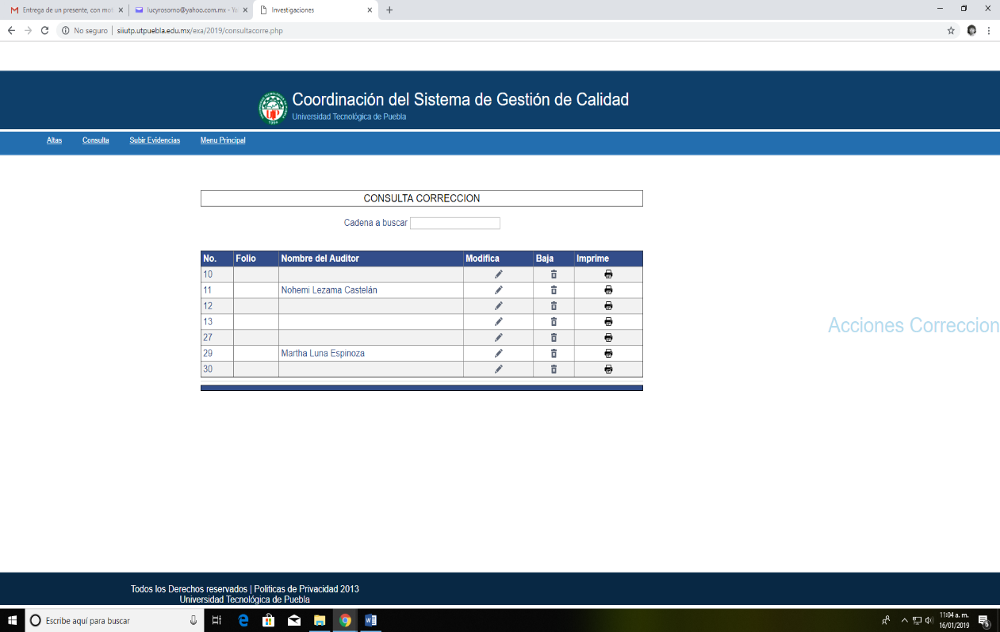 Entrega de un presente, con mot
lucyrosorno@yahoo.com.mx - Ya
Investigaciones
No seguro | siiutp.utpuebla.edu.mx/exa/2019/consultacorre.php
Coordinación del Sistema de Gestión de Calidad
Universidad Tecnológica de Puebla
Altas Consulta Subir Evidencias Menu Principal
CONSULTA CORRECCION
Cadena a buscar
No. Folio Nombre del Auditor Modifica Baja Imprime
10
11 Nohemi Lezama Castelán
12
13
27
29 Martha Luna Espinoza
30
Acciones Correccion
Todos los Derechos reservados | Politicas de Privacidad 2013
Universidad Tecnológica de Puebla
Escribe aquí para buscar
11:04 a. m.
16/01/2019